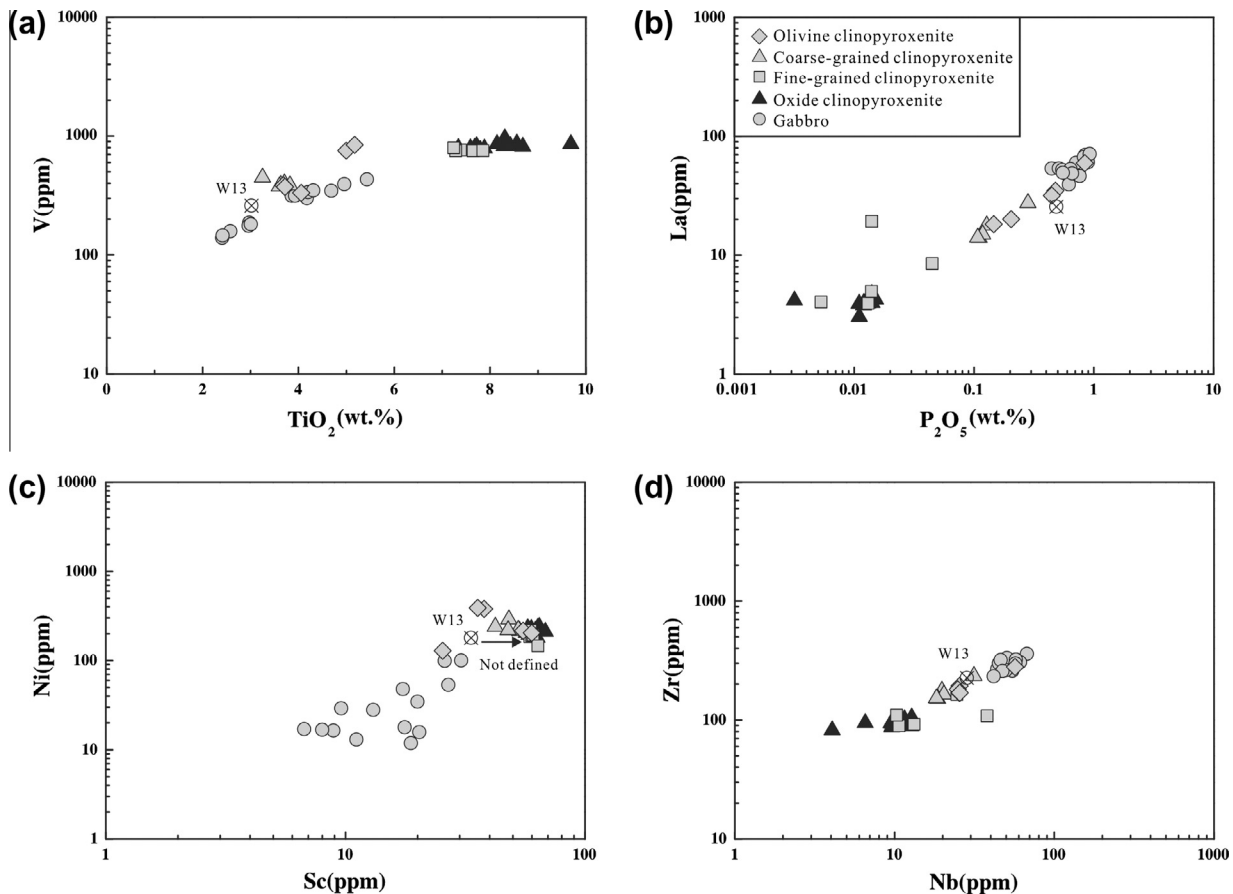 (a)
10000
1000
100
10
V(ppm)
W13
0 2 4 6 8 10
TiO2(wt.%)
(b)
1000
100
10
1
La(ppm)
Olivine clinopyroxenite
Coarse-grained clinopyroxenite
Fine-grained clinopyroxenite
Oxide clinopyroxenite
Gabbro
W13
0.001 0.01 0.1 1 10
P2O5(wt.%)
(c)
10000
1000
100
10
1
Ni(ppm)
W13
Not defined
1 10 100
Sc(ppm)
(d)
10000
1000
100
10
Zr(ppm)
W13
1 10 100 1000
Nb(ppm)